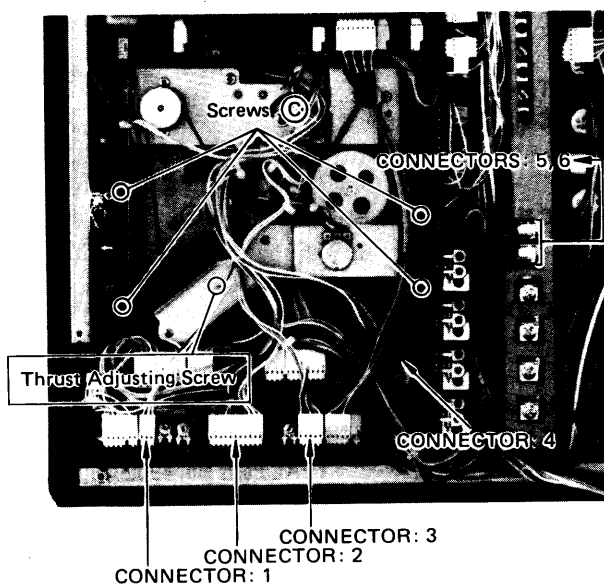 Screws Ⓒ
CONNECTORS: 5, 6
Thrust Adjusting Screw
CONNECTOR: 4
CONNECTOR: 3
CONNECTOR: 2
CONNECTOR: 1